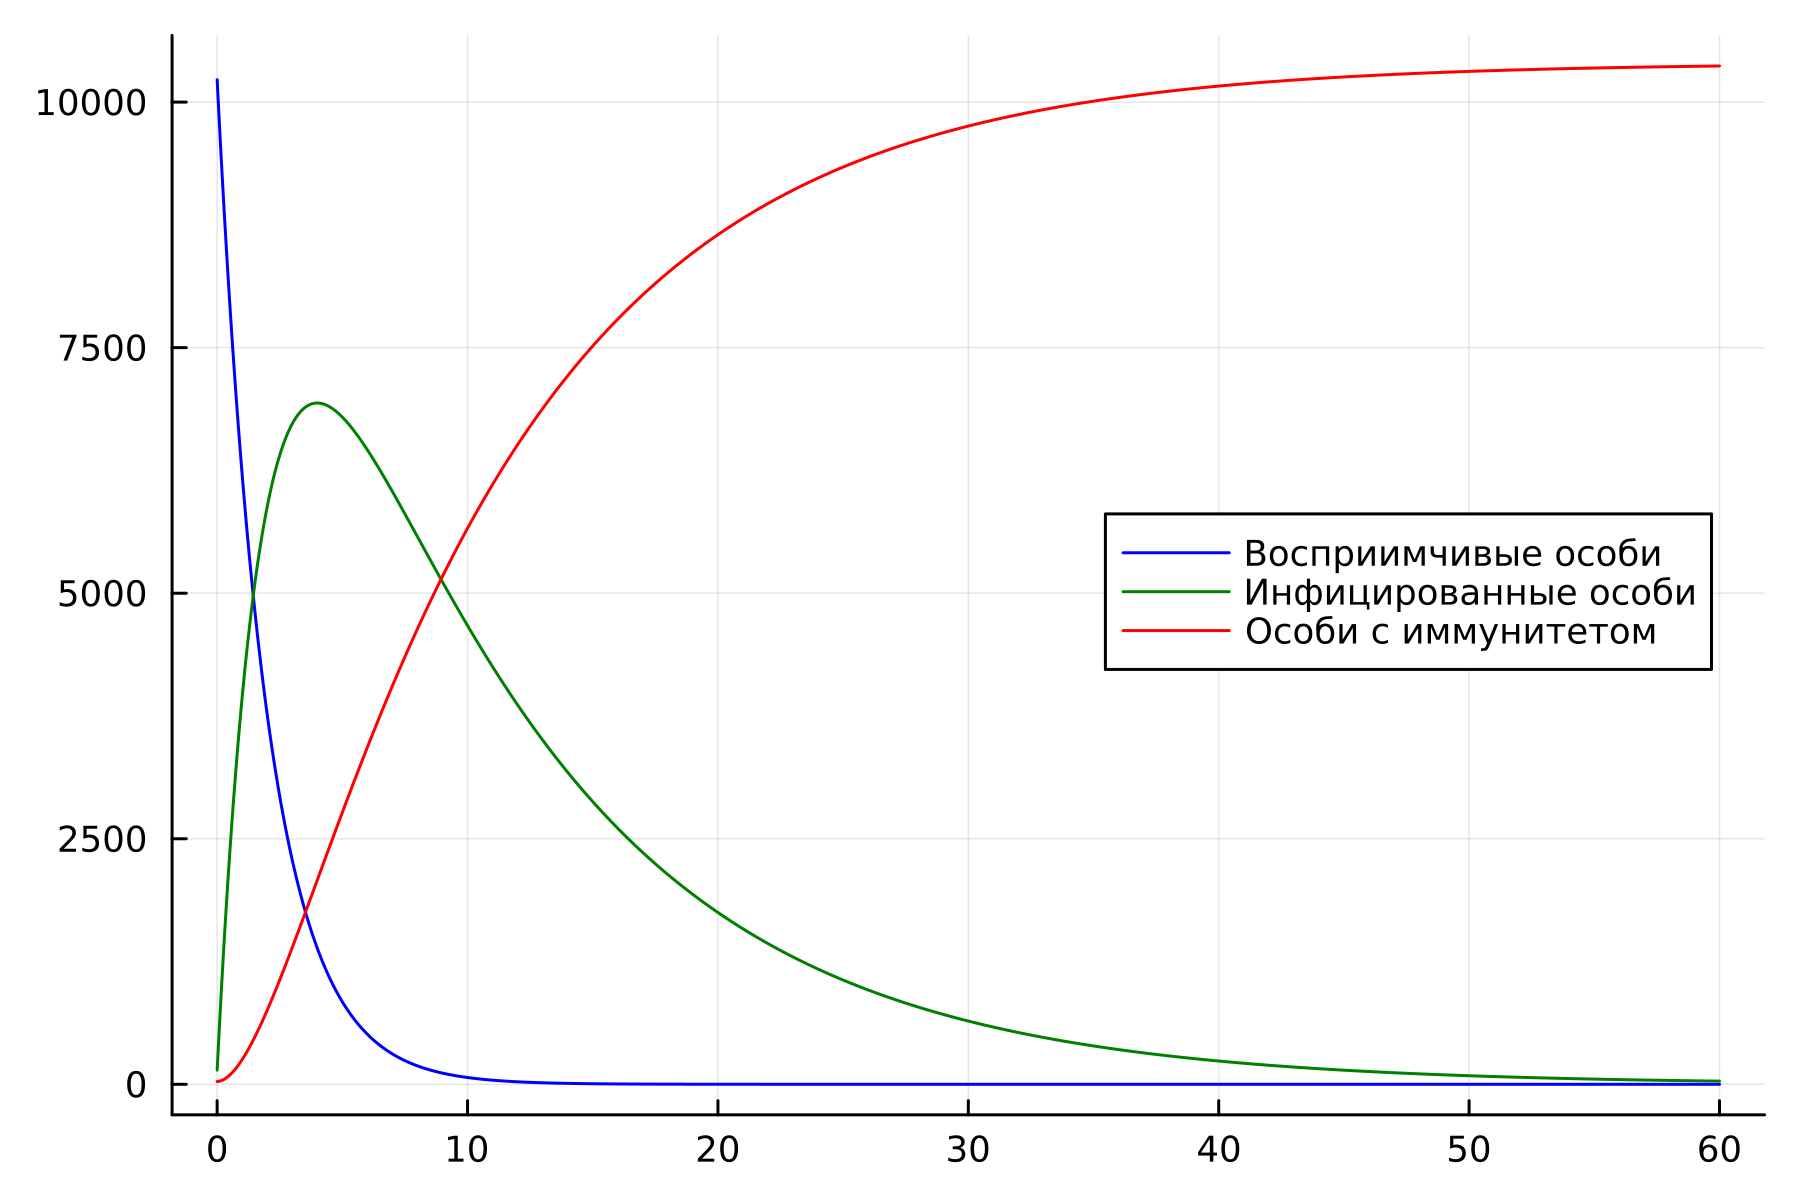 10000
7500
5000
2500
0
Восприимчивые особи
Инфицированные особи
Особи с иммунитетом
0 10 20 30 40 50 60